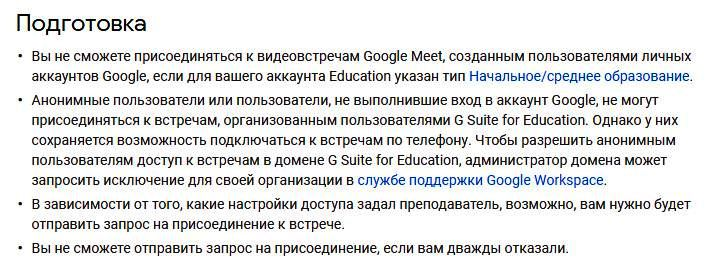 Подготовка
• Вы не сможете присоединяться к видеовстречам Google Meet, созданным пользователями личных
аккаунтов Google, если для вашего аккаунта Education указан тип Начальное/среднее образование.
• Анонимные пользователи или пользователи, не выполнившие вход в аккаунт Google, не могут
присоединяться к встречам, организованным пользователями G Suite for Education. Однако у них
сохраняется возможность подключаться к встречам по телефону. Чтобы разрешить анонимным
пользователям доступ к встречам в домене G Suite for Education, администратор домена может
запросить исключение для своей организации в службе поддержки Google Workspace.
• В зависимости от того, какие настройки доступа задал преподаватель, возможно, вам нужно будет
отправить запрос на присоединение к встрече.
• Вы не сможете отправить запрос на присоединение, если вам дважды отказали.